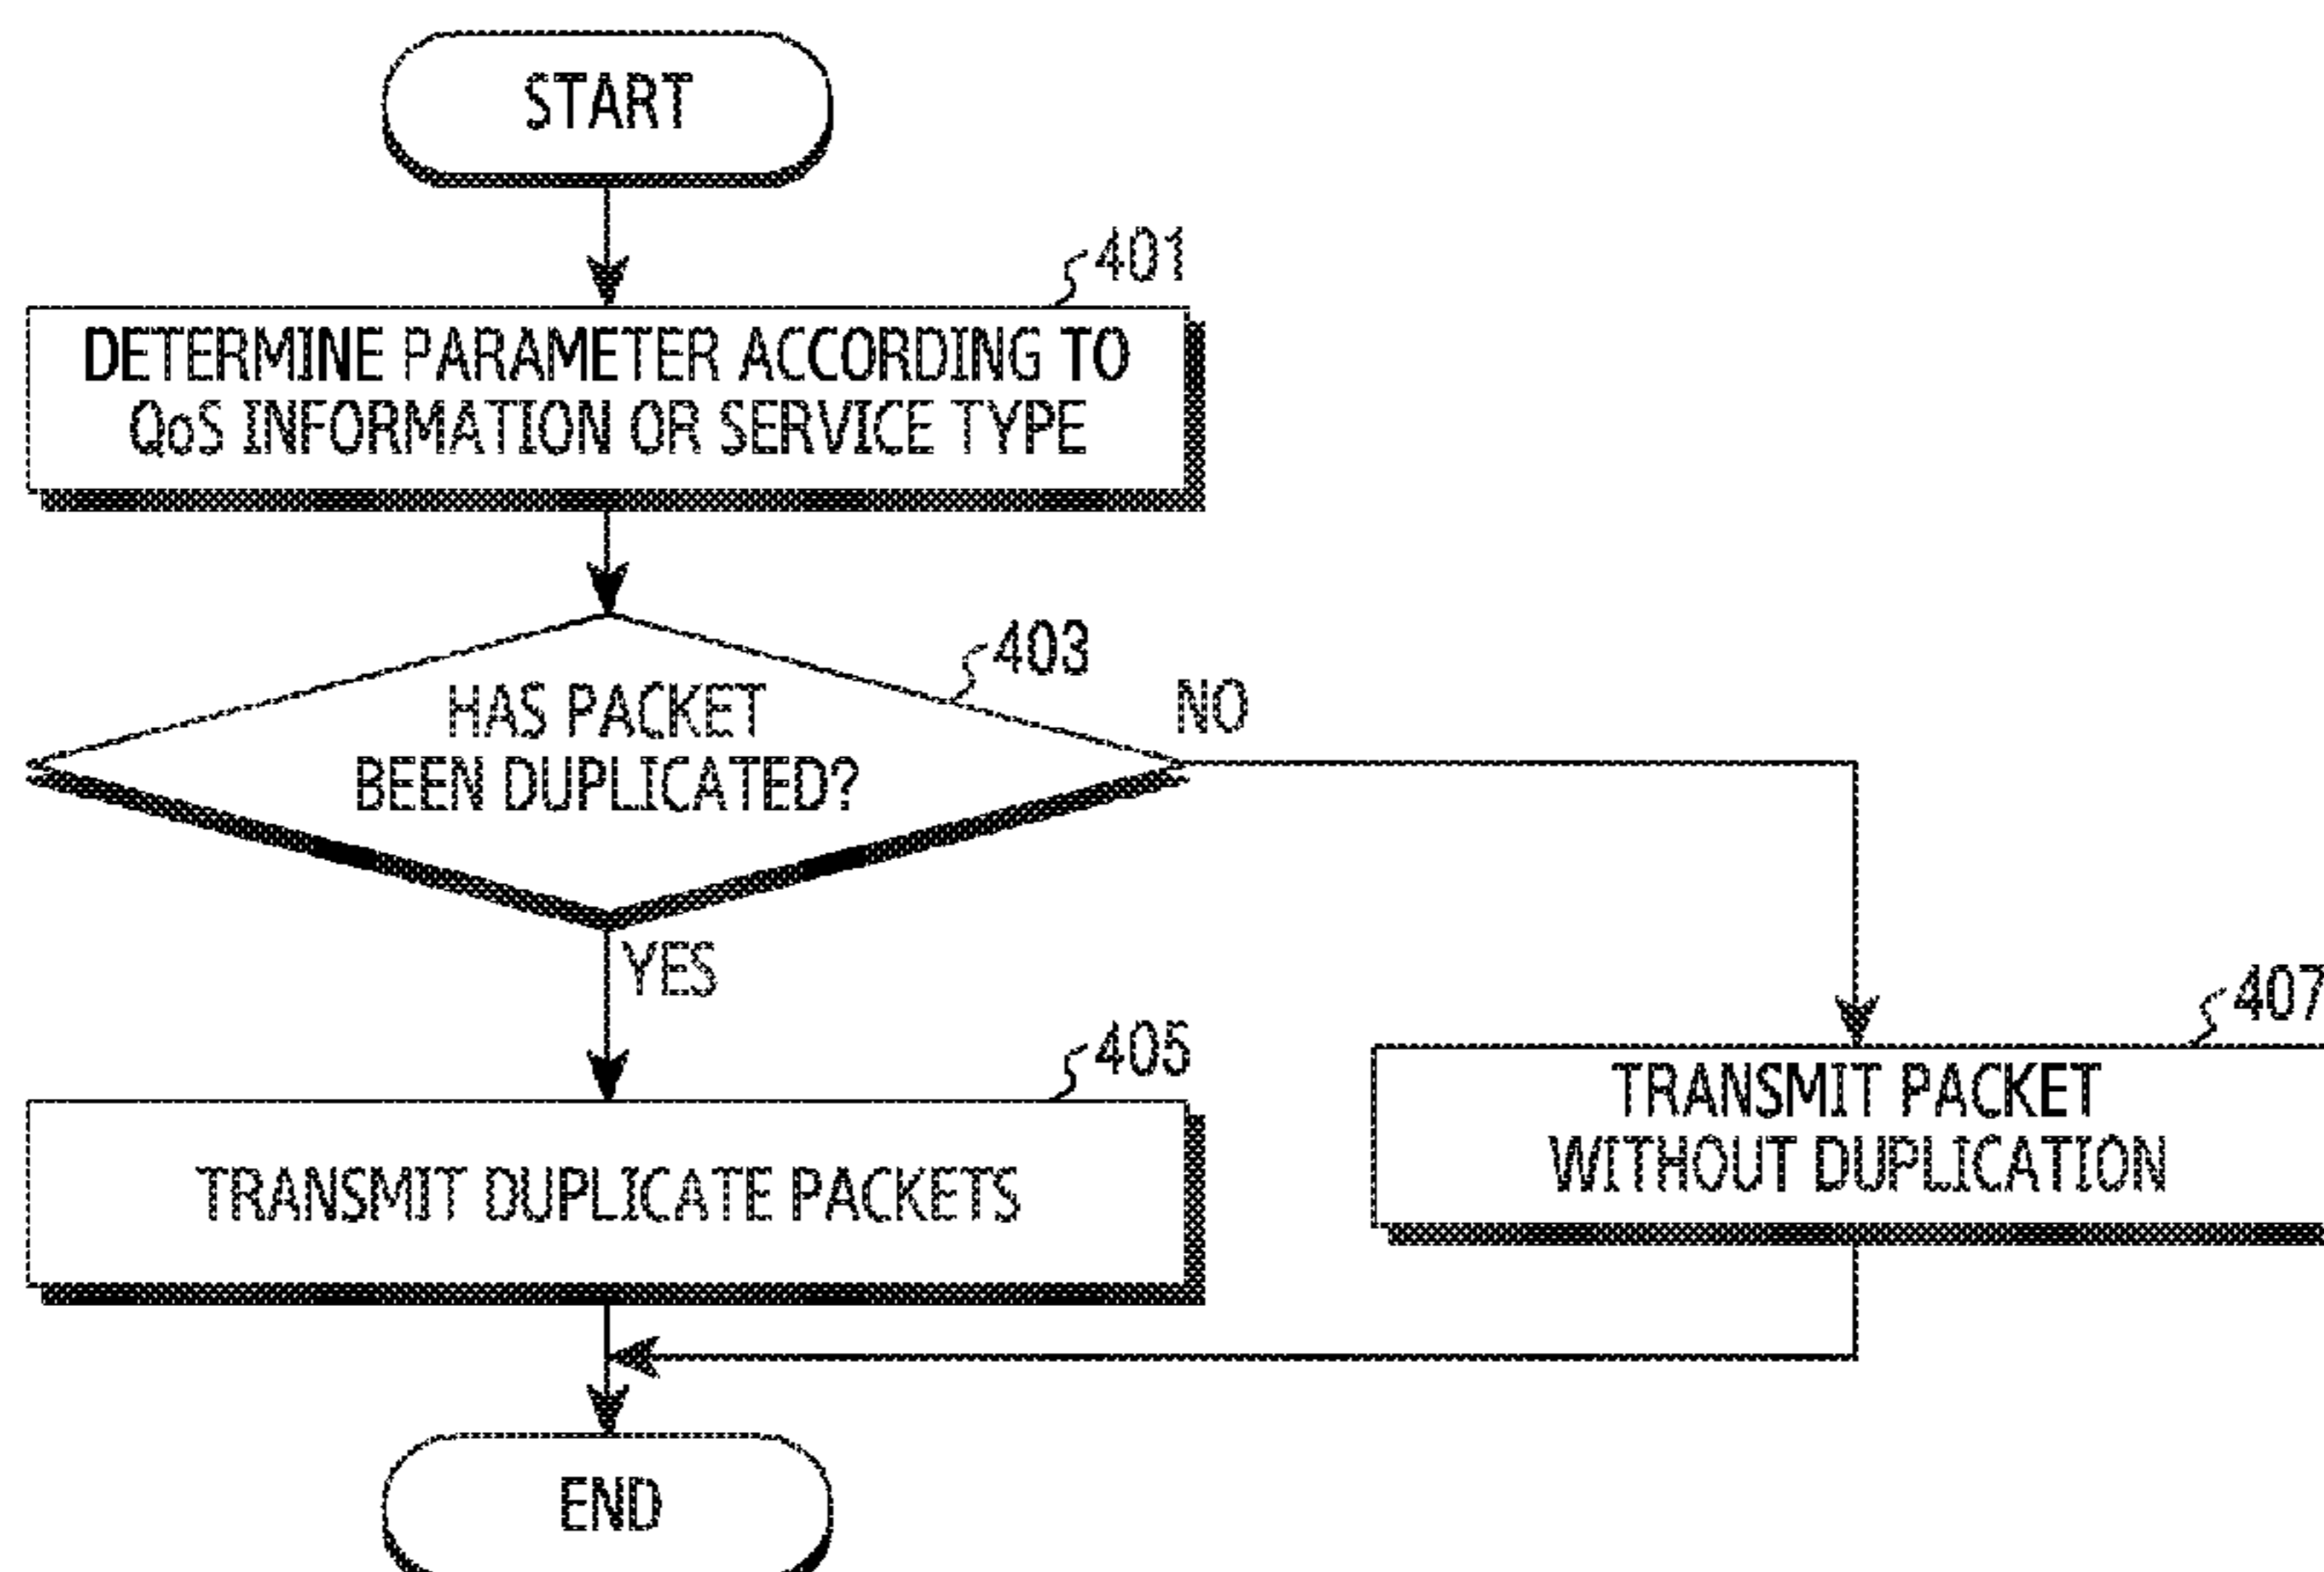 START
401
DETERMINE PARAMETER ACCORDING TO
QoS INFORMATION OR SERVICE TYPE
403
HAS PACKET
BEEN DUPLICATED?
NO
YES
405
TRANSMIT DUPLICATE PACKETS
407
TRANSMIT PACKET
WITHOUT DUPLICATION
END